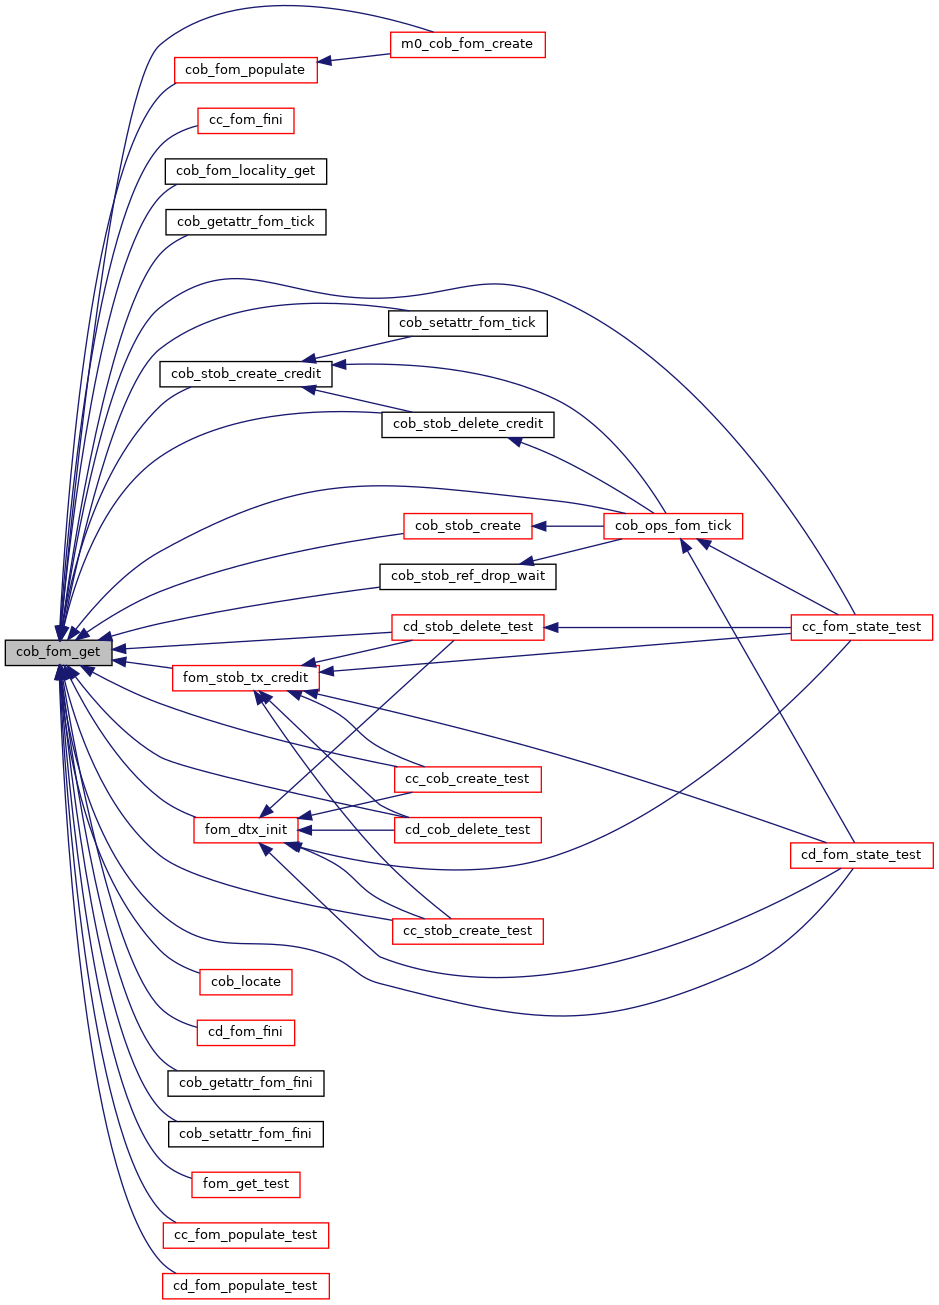 m0_cob_fom_create
cob_fom_populate
cc_fom_fini
cob_fom_locality_get
cob_getattr_fom_tick
cob_setattr_fom_tick
cob_stob_create_credit
cob_stob_delete_credit
cob_stob_create
cob_ops_fom_tick
cob_stob_ref_drop_wait
cd_stob_delete_test
cc_fom_state_test
cob_fom_get
fom_stob_tx_credit
cc_cob_create_test
fom_dtx_init
cd_cob_delete_test
cd_fom_state_test
cc_stob_create_test
cob_locate
cd_fom_fini
cob_getattr_fom_fini
cob_setattr_fom_fini
fom_get_test
cc_fom_populate_test
cd_fom_populate_test